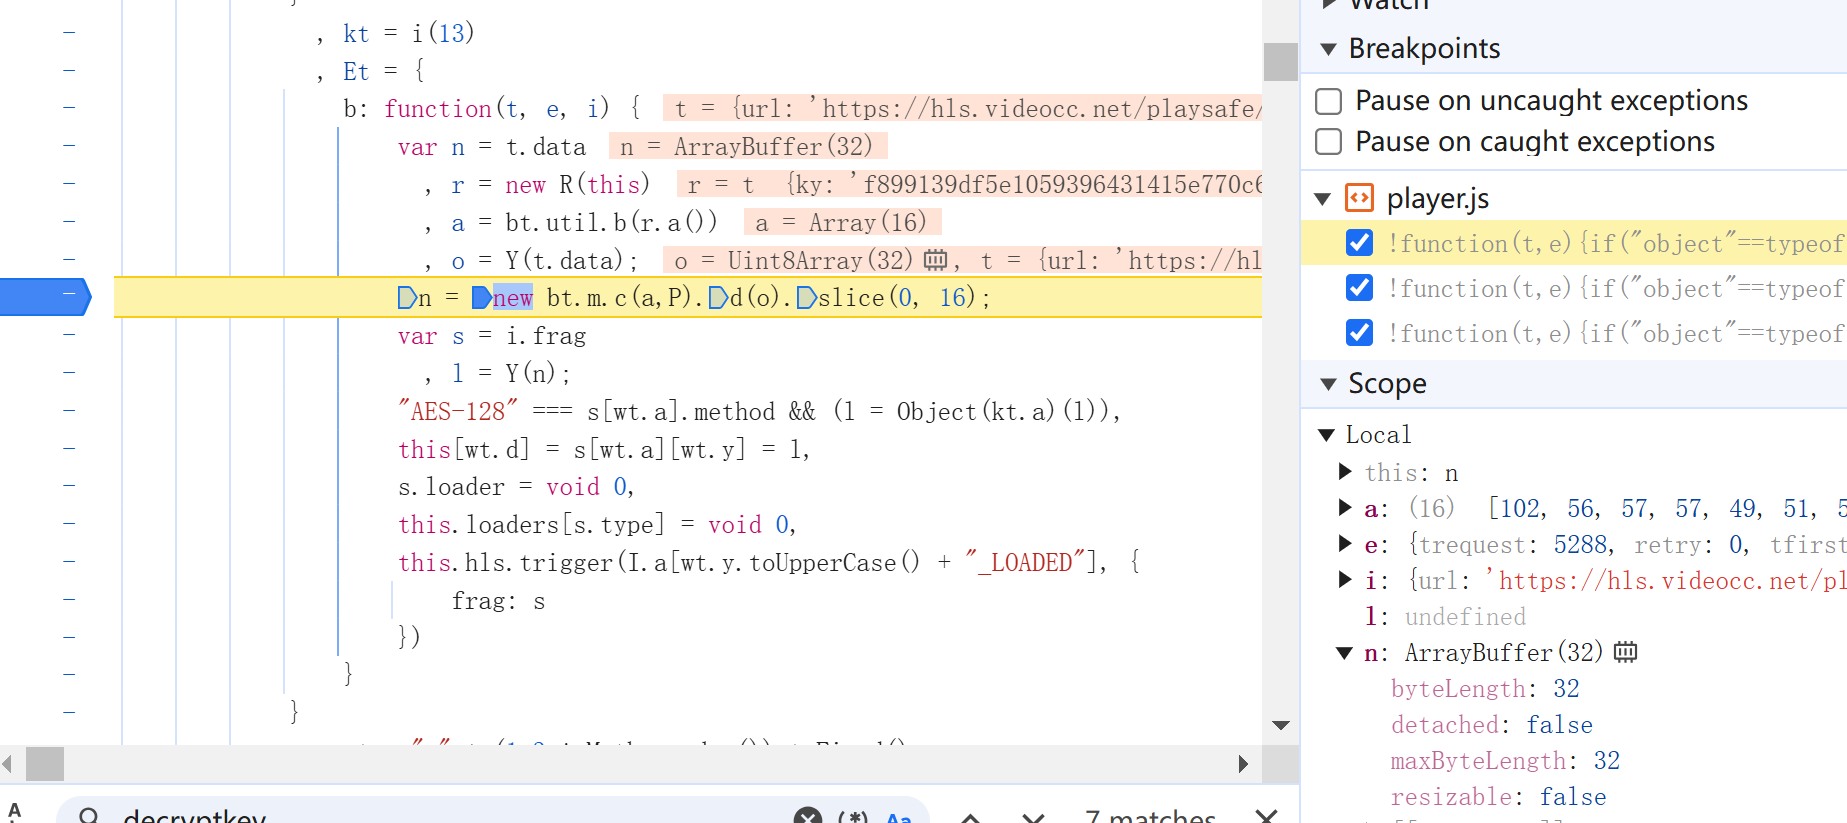 , kt = i(13)
, Et = {
b: function(t, e, i) { t = {url: 'https://hls.videocc.net/playsafe/
var n = t.data n = ArrayBuffer(32)
, r = new R(this) r = t {ky: 'f899139df5e1059396431415e770c6
, a = bt.util.b(r.a()) a = Array(16)
, o = Y(t.data); o = Uint8Array(32), t = {url: 'https://hl
n = new bt.m.c(a,P).d(o).slice(0, 16);
var s = i.frag
, l = Y(n);
"AES-128" === s[wt.a].method && (l = Object(kt.a)(l)),
this[wt.d] = s[wt.a][wt.y] = l,
s.loader = void 0,
this.loaders[s.type] = void 0,
this.hls.trigger(I.a[wt.y.toUpperCase() + "_LOADED"], {
frag: s
})
}
}
decryptkey
(.*)
Aa
7 matches
Watch
Breakpoints
Pause on uncaught exceptions
Pause on caught exceptions
player.js
!function(t,e){if("object"==typeof
!function(t,e){if("object"==typeof
!function(t,e){if("object"==typeof
Scope
Local
this: n
a: (16) [102, 56, 57, 57, 49, 51, 5
e: {trequest: 5288, retry: 0, tfirst
i: {url: 'https://hls.videocc.net/pl
l: undefined
n: ArrayBuffer(32)
byteLength: 32
detached: false
maxByteLength: 32
resizable: false